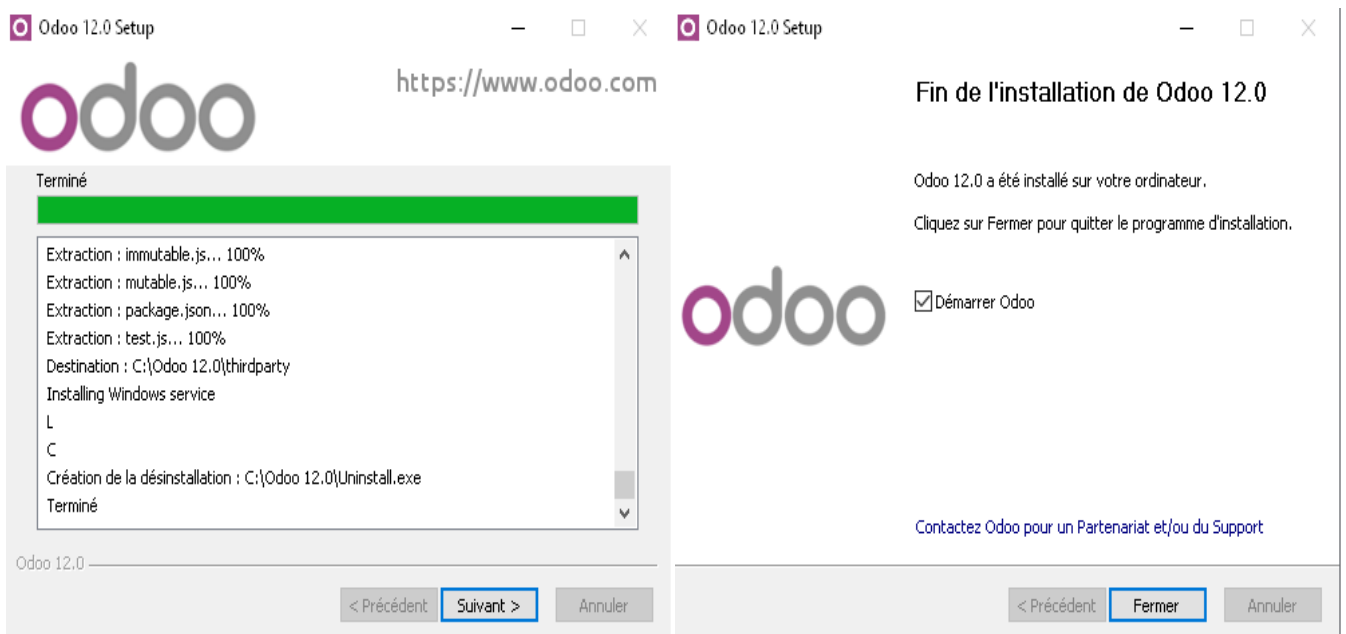 Odoo 12.0 Setup
https://www.odoo.com
odoo
Terminé
Extraction : immutable.js... 100%
Extraction : mutable.js... 100%
Extraction : package.json... 100%
Extraction : test.js... 100%
Destination : C:\Odoo 12.0\thirdparty
Installing Windows service
L
C
Création de la désinstallation : C:\Odoo 12.0\Uninstall.exe
Terminé
Odoo 12.0
< Précédent Suivant > Annuler
Odoo 12.0 Setup
Fin de l'installation de Odoo 12.0
Odoo 12.0 a été installé sur votre ordinateur.
Cliquez sur Fermer pour quitter le programme d'installation.
odoo
Démarrer Odoo
Contactez Odoo pour un Partenariat et/ou du Support
< Précédent Fermer Annuler